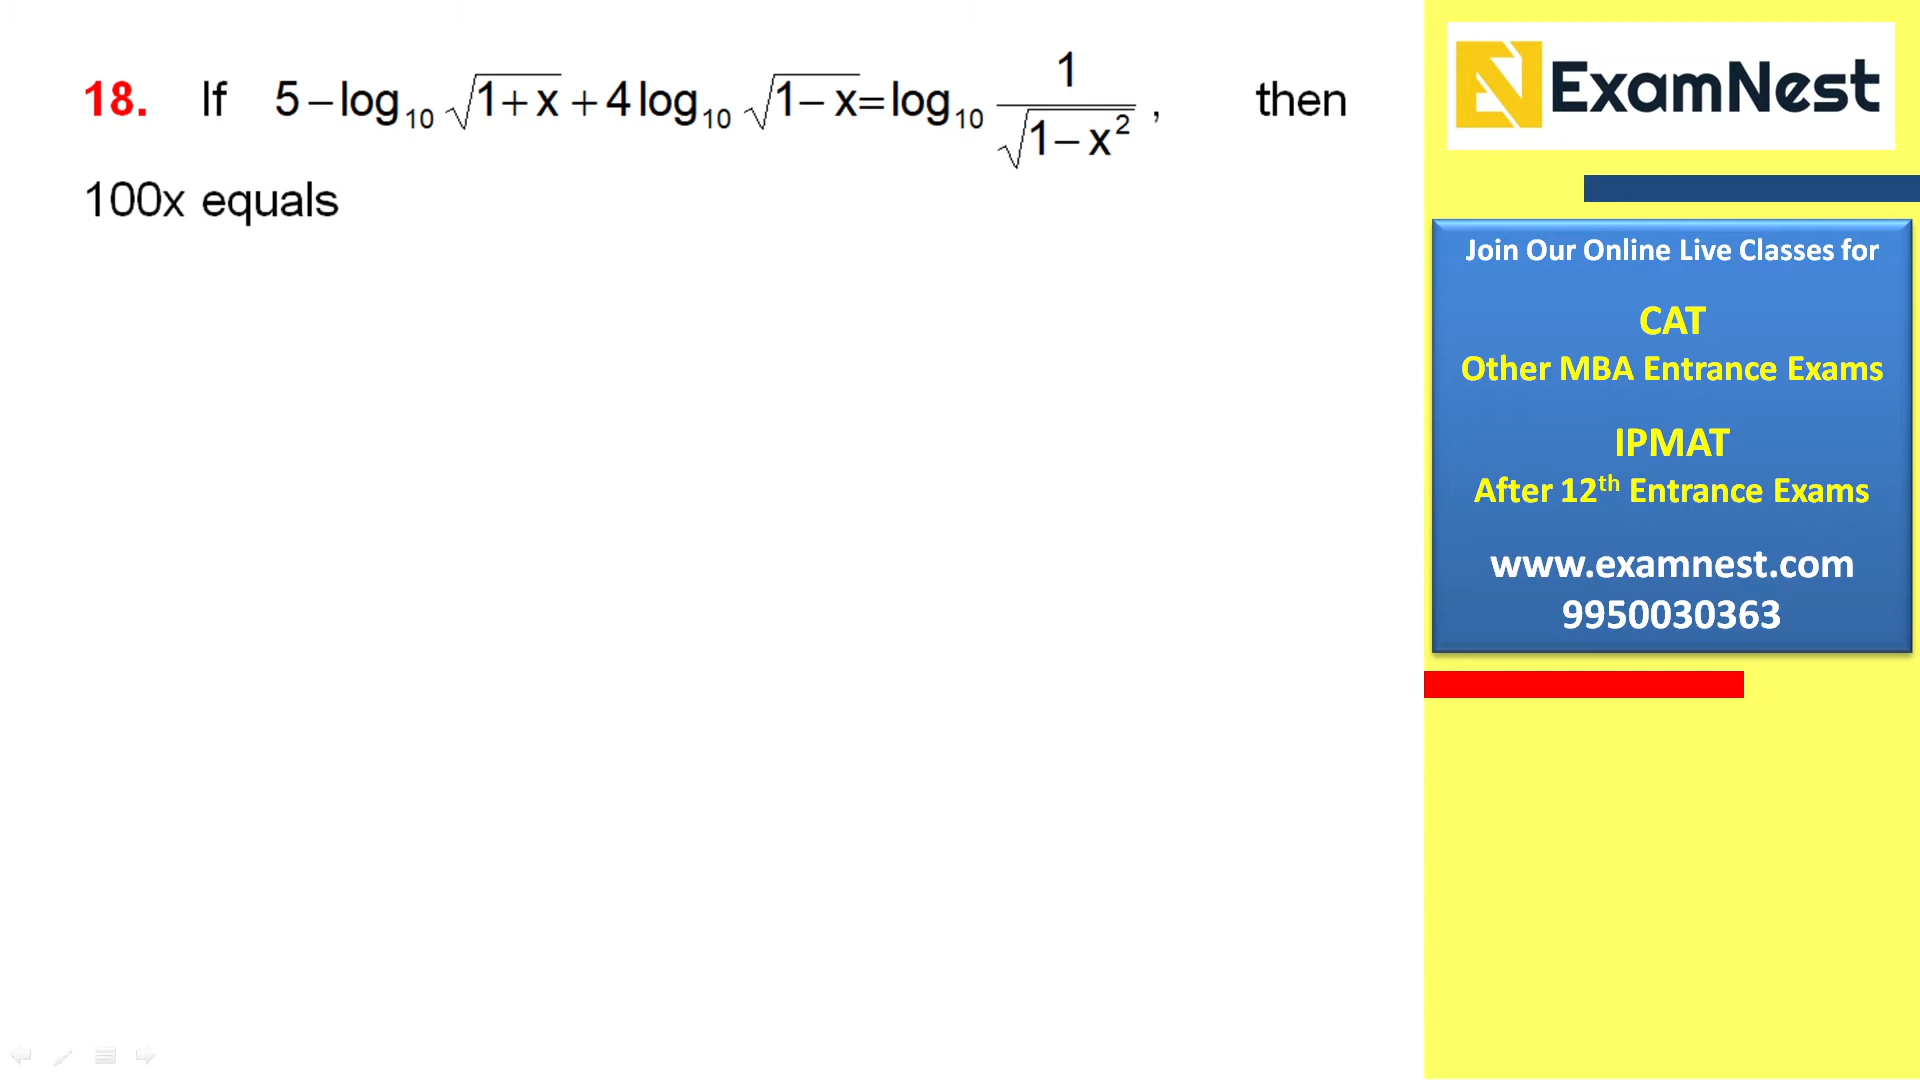 18. If 5 − log₁₀ √(1+x) + 4 log₁₀ √(1−x) = log₁₀ 1/√(1−x²) , then
100x equals
ExamNest
Join Our Online Live Classes for
CAT
Other MBA Entrance Exams
IPMAT
After 12th Entrance Exams
www.examnest.com
9950030363